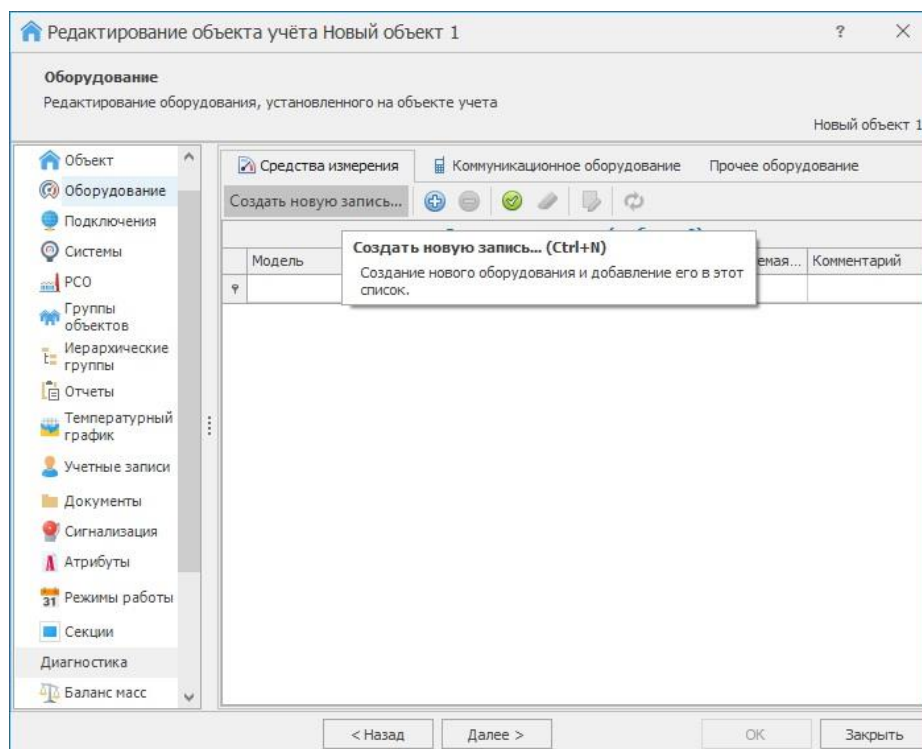 Редактирование объекта учёта Новый объект 1
?
Оборудование
Редактирование оборудования, установленного на объекте учета
Новый объект 1
Объект
Оборудование
Подключения
Системы
РСО
Группы
объектов
Иерархические
группы
Отчеты
Температурный
график
Учетные записи
Документы
Сигнализация
Атрибуты
31 Режимы работы
Секции
Диагностика
Баланс масс
Средства измерения Коммуникационное оборудование Прочее оборудование
Создать новую запись...
Модель емая... Комментарий
Создать новую запись... (Ctrl+N)
Создание нового оборудования и добавление его в этот
список.
< Назад Далее > ОК Закрыть